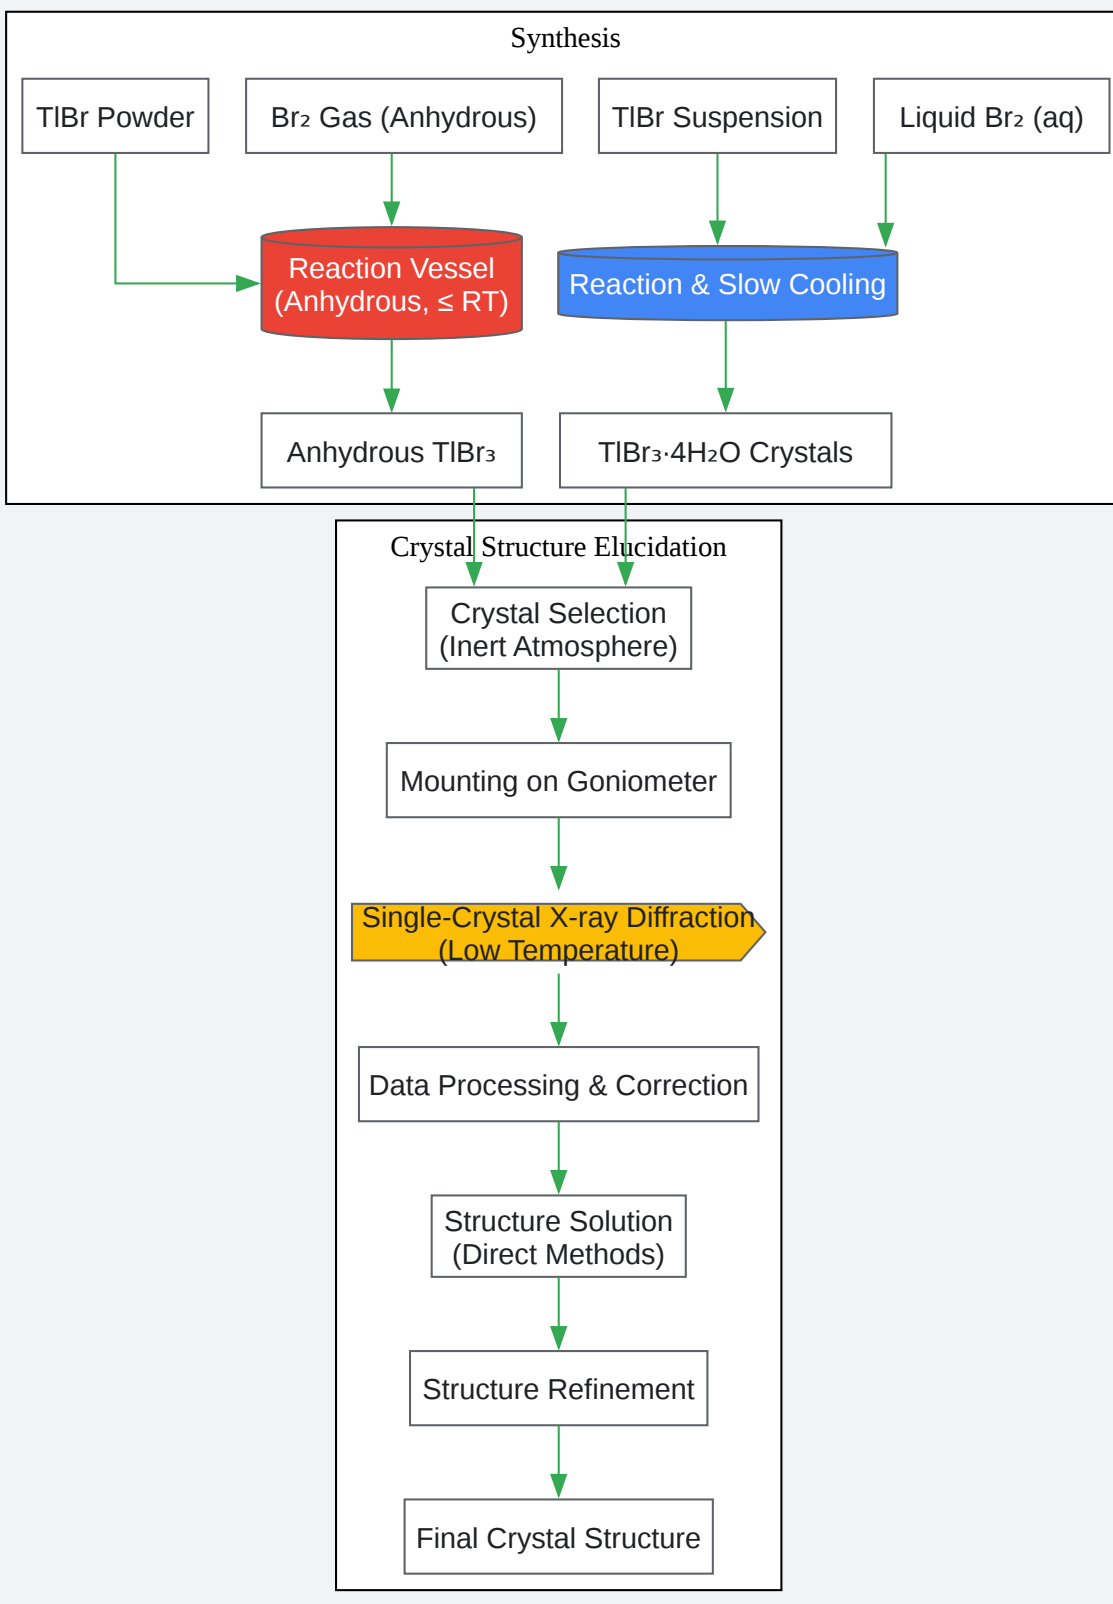 Synthesis
TlBr Powder
Br₂ Gas (Anhydrous)
TlBr Suspension
Liquid Br₂ (aq)
Reaction Vessel
(Anhydrous, ≤ RT)
Reaction & Slow Cooling
Anhydrous TlBr₃
TlBr₃·4H₂O Crystals
Crystal Structure Elucidation
Crystal Selection
(Inert Atmosphere)
Mounting on Goniometer
Single-Crystal X-ray Diffraction
(Low Temperature)
Data Processing & Correction
Structure Solution
(Direct Methods)
Structure Refinement
Final Crystal Structure